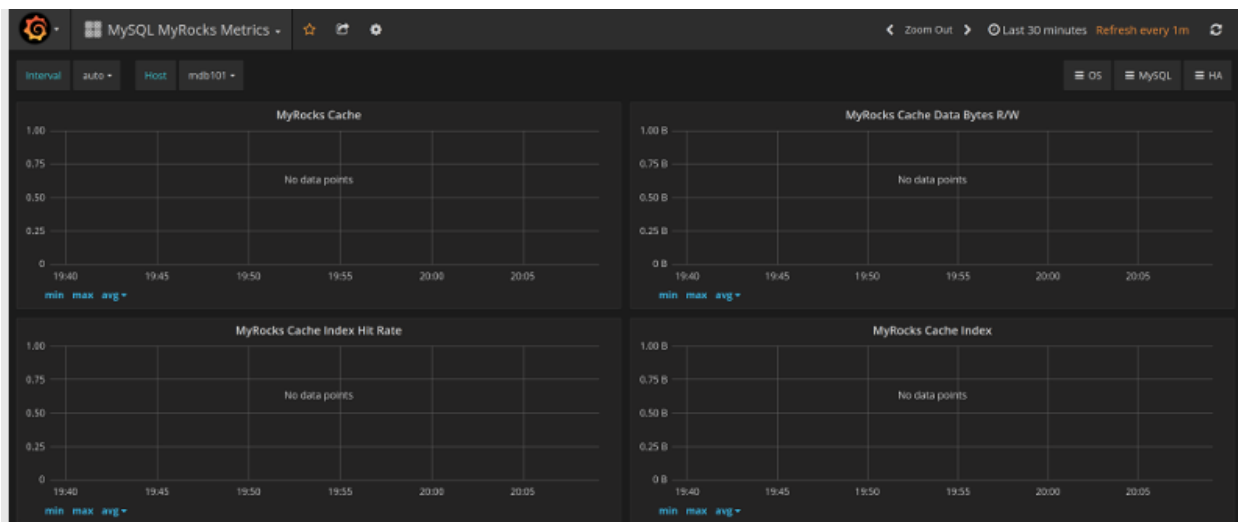 MySQL MyRocks Metrics
Zoom Out Last 30 minutes Refresh every 1m
Interval auto Host mdb101 OS MySQL HA
MyRocks Cache
1.00
0.75
No data points
0.50
0.25
0
19:40 19:45 19:50 19:55 20:00 20:05
min max avg
MyRocks Cache Data Bytes R/W
1.00 B
0.75 B
No data points
0.50 B
0.25 B
0 B
19:40 19:45 19:50 19:55 20:00 20:05
min max avg
MyRocks Cache Index Hit Rate
1.00
0.75
No data points
0.50
0.25
0
19:40 19:45 19:50 19:55 20:00 20:05
min max avg
MyRocks Cache Index
1.00 B
0.75 B
No data points
0.50 B
0.25 B
0 B
19:40 19:45 19:50 19:55 20:00 20:05
min max avg